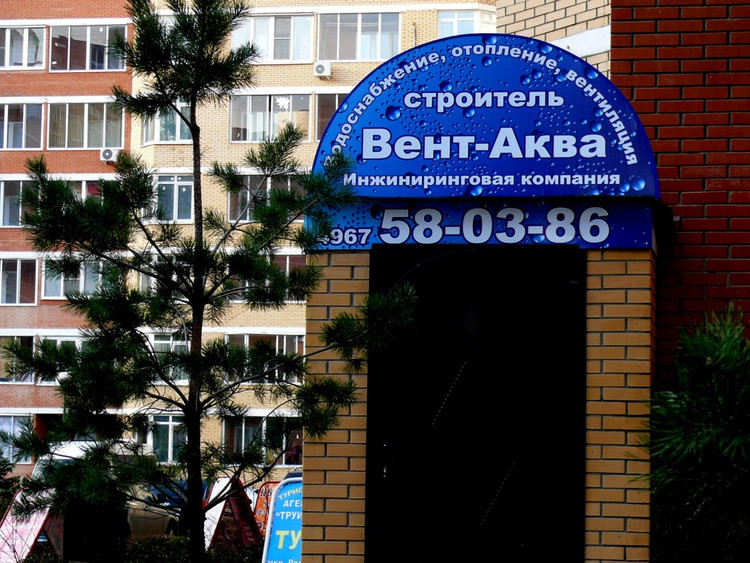 Водоснабжение, отопление, вентиляция
строитель
Вент-Аква
Инжиниринговая компания
967 58-03-86